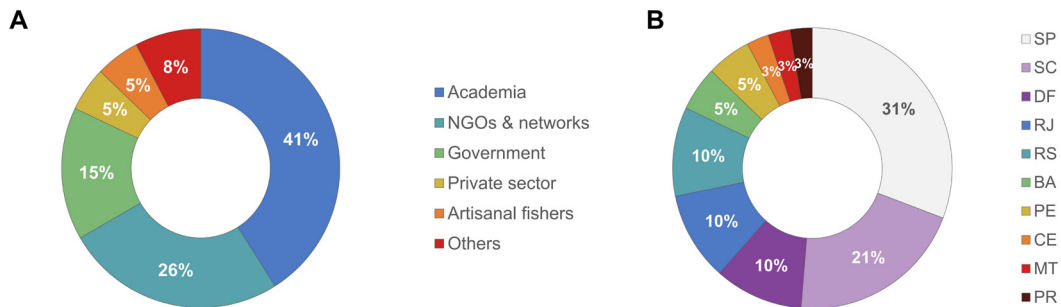 A
41%
26%
15%
5%
5%
8%
Academia
NGOs & networks
Government
Private sector
Artisanal fishers
Others
B
31%
21%
10%
10%
10%
5%
5%
3%
3%
3%
SP
SC
DF
RJ
RS
BA
PE
CE
MT
PR